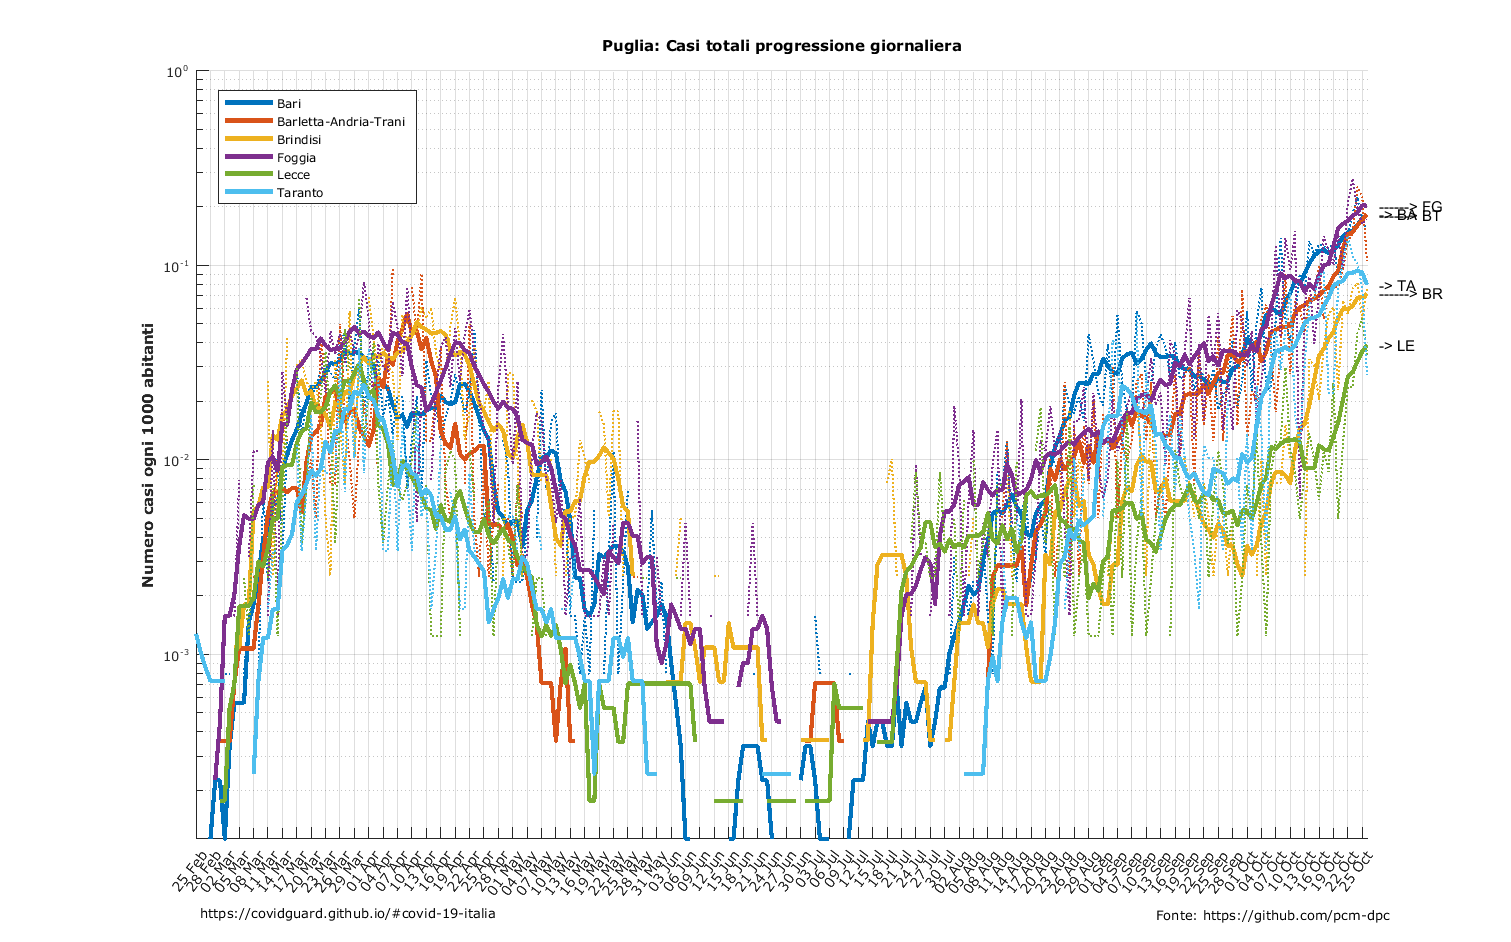 Puglia: Casi totali progressione giornaliera
Numero casi ogni 1000 abitanti
10^0
10^-1
10^-2
10^-3
Bari
Barletta-Andria-Trani
Brindisi
Foggia
Lecce
Taranto
------> FG
-> BA
------> BT
-> TA
------> BR
-> LE
25 Feb
28 Feb
02 Mar
05 Mar
08 Mar
11 Mar
14 Mar
17 Mar
20 Mar
23 Mar
26 Mar
29 Mar
01 Apr
04 Apr
07 Apr
10 Apr
13 Apr
16 Apr
19 Apr
22 Apr
25 Apr
28 Apr
01 May
04 May
07 May
10 May
13 May
16 May
19 May
22 May
25 May
28 May
31 May
03 Jun
06 Jun
09 Jun
12 Jun
15 Jun
18 Jun
21 Jun
24 Jun
27 Jun
30 Jun
03 Jul
06 Jul
09 Jul
12 Jul
15 Jul
18 Jul
21 Jul
24 Jul
27 Jul
30 Jul
02 Aug
05 Aug
08 Aug
11 Aug
14 Aug
17 Aug
20 Aug
23 Aug
26 Aug
29 Aug
01 Sep
04 Sep
07 Sep
10 Sep
13 Sep
16 Sep
19 Sep
22 Sep
25 Sep
28 Sep
01 Oct
04 Oct
07 Oct
10 Oct
13 Oct
16 Oct
19 Oct
22 Oct
25 Oct
https://covidguard.github.io/#covid-19-italia
Fonte: https://github.com/pcm-dpc